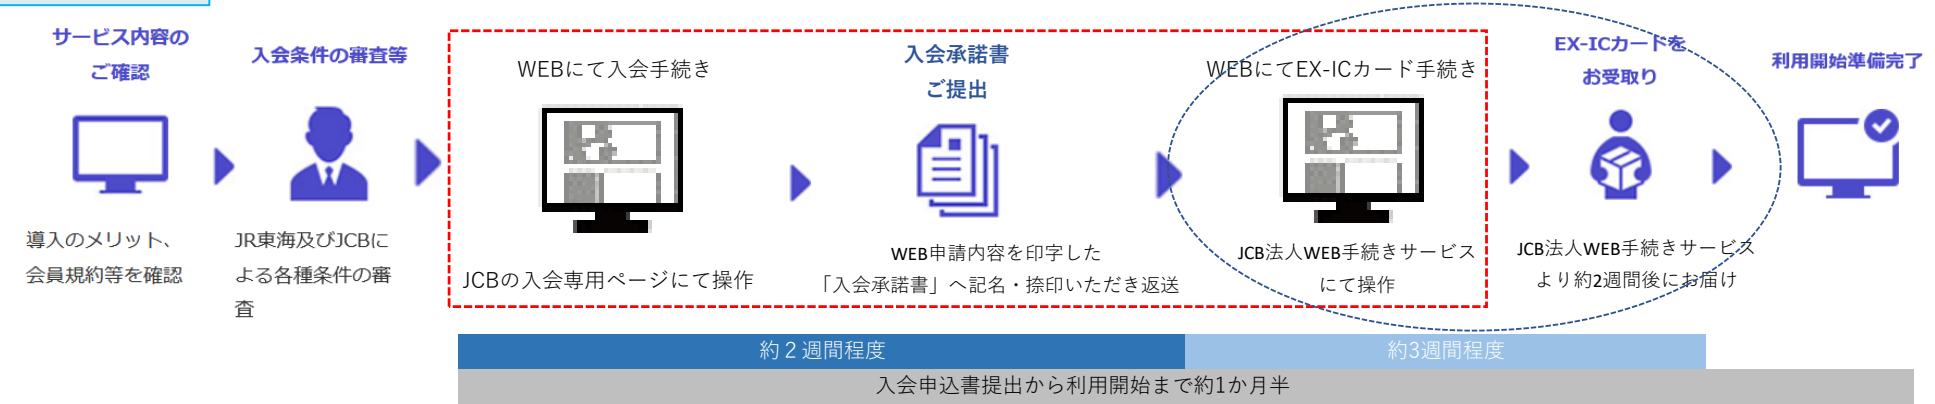 サービス内容の
ご確認
導入のメリット、
会員規約等を確認
入会条件の審査等
JR東海及びJCBに
よる各種条件の審
査
WEBにて入会手続き
JCBの入会専用ページにて操作
入会承諾書
ご提出
WEB申請内容を印字した
「入会承諾書」へ記名・捺印いただき返送
WEBにてEX-ICカード手続き
JCB法人WEB手続きサービス
にて操作
EX-ICカードを
お受取り
JCB法人WEB手続きサービス
より約2週間後にお届け
利用開始準備完了
約２週間程度
約3週間程度
入会申込書提出から利用開始まで約1か月半